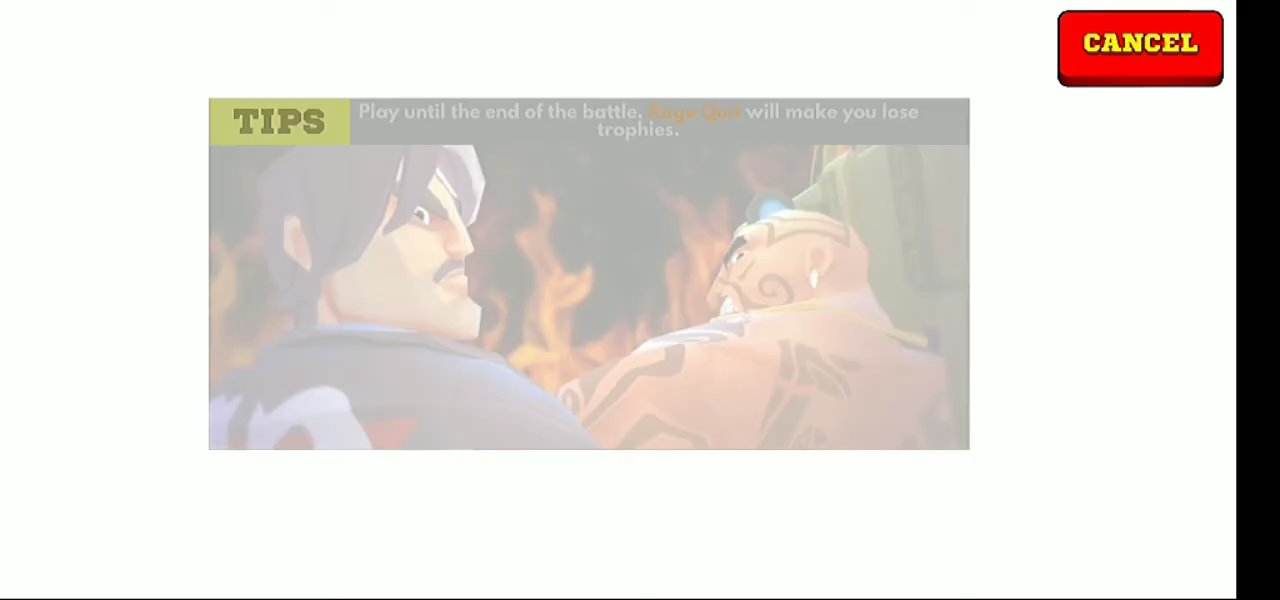 CANCEL
TIPS
Play until the end of the battle. Rage Quit will make you lose
trophies.